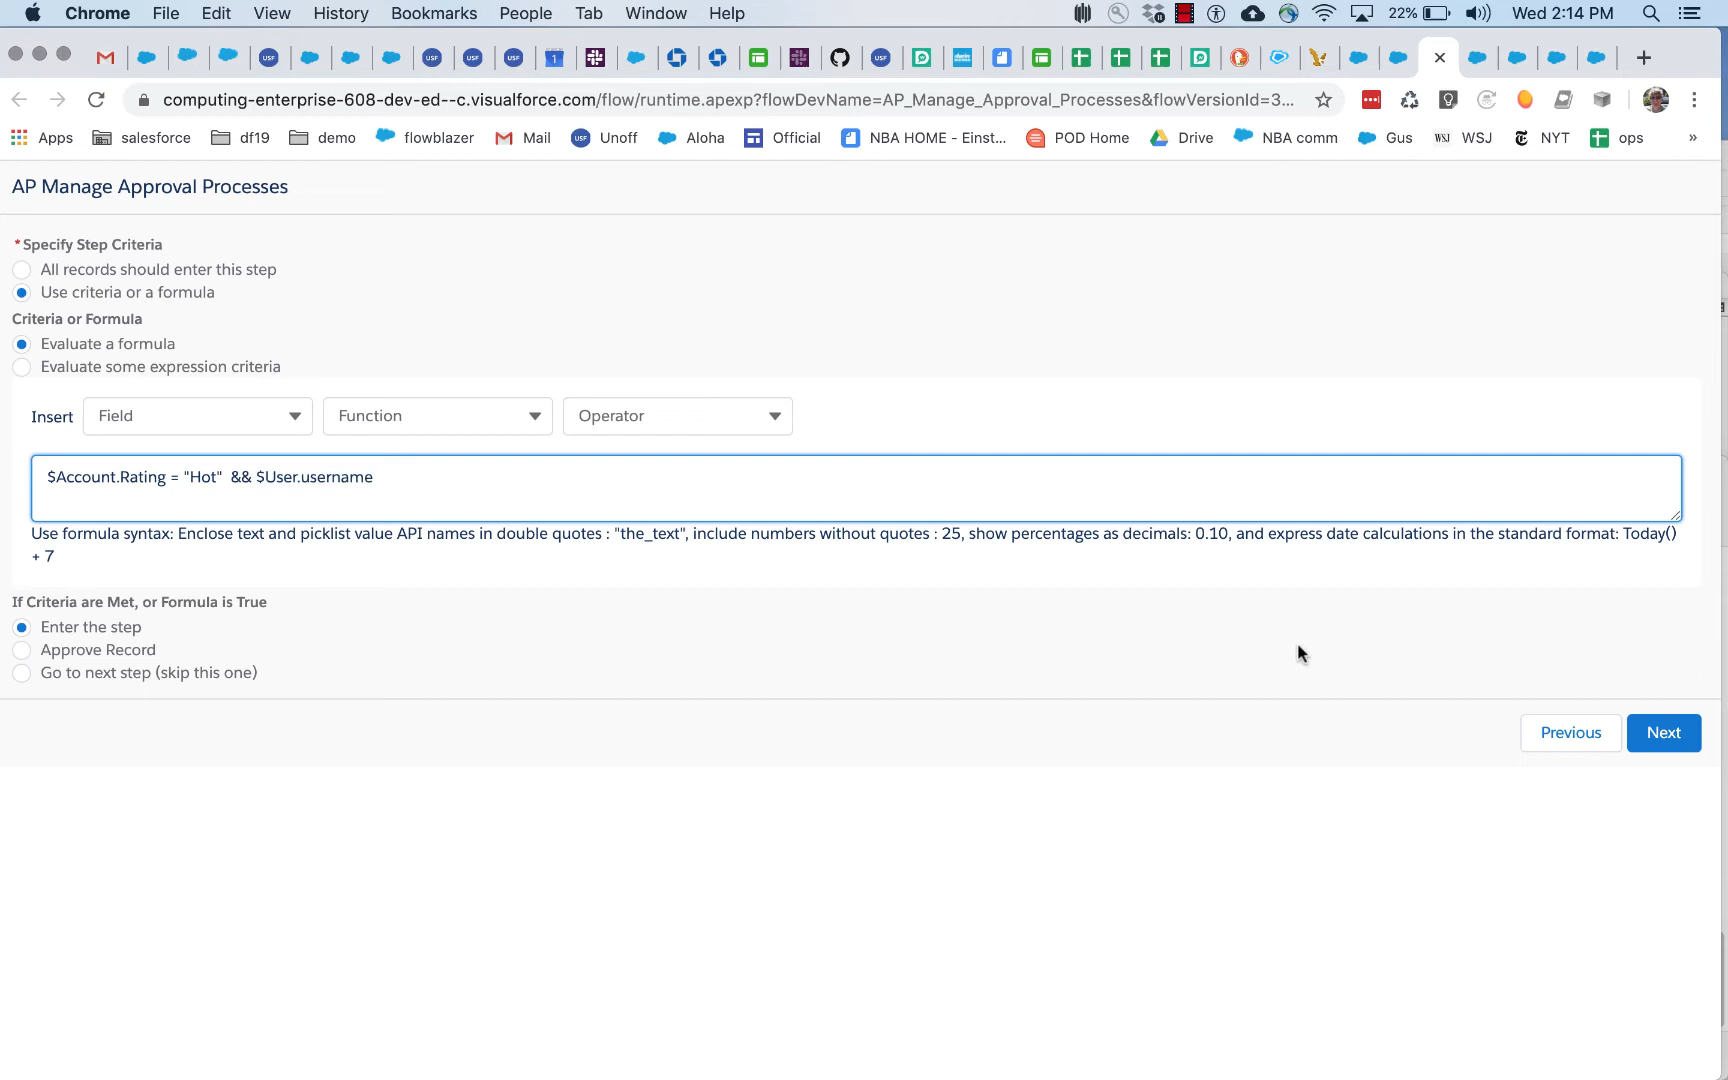 Chrome File Edit View History Bookmarks People Tab Window Help 22% Wed 2:14 PM
computing-enterprise-608-dev-ed--c.visualforce.com/flow/runtime.apexp?flowDevName=AP_Manage_Approval_Processes&flowVersionId=3...
Apps salesforce df19 demo flowblazer Mail USF Unoff Aloha Official NBA HOME - Einst... POD Home Drive NBA comm Gus WSJ WSJ NYT ops »
AP Manage Approval Processes
*Specify Step Criteria
All records should enter this step
Use criteria or a formula
Criteria or Formula
Evaluate a formula
Evaluate some expression criteria
Insert Field Function Operator
$Account.Rating = "Hot"  && $User.username
Use formula syntax: Enclose text and picklist value API names in double quotes : "the_text", include numbers without quotes : 25, show percentages as decimals: 0.10, and express date calculations in the standard format: Today()
+ 7
If Criteria are Met, or Formula is True
Enter the step
Approve Record
Go to next step (skip this one)
Previous Next